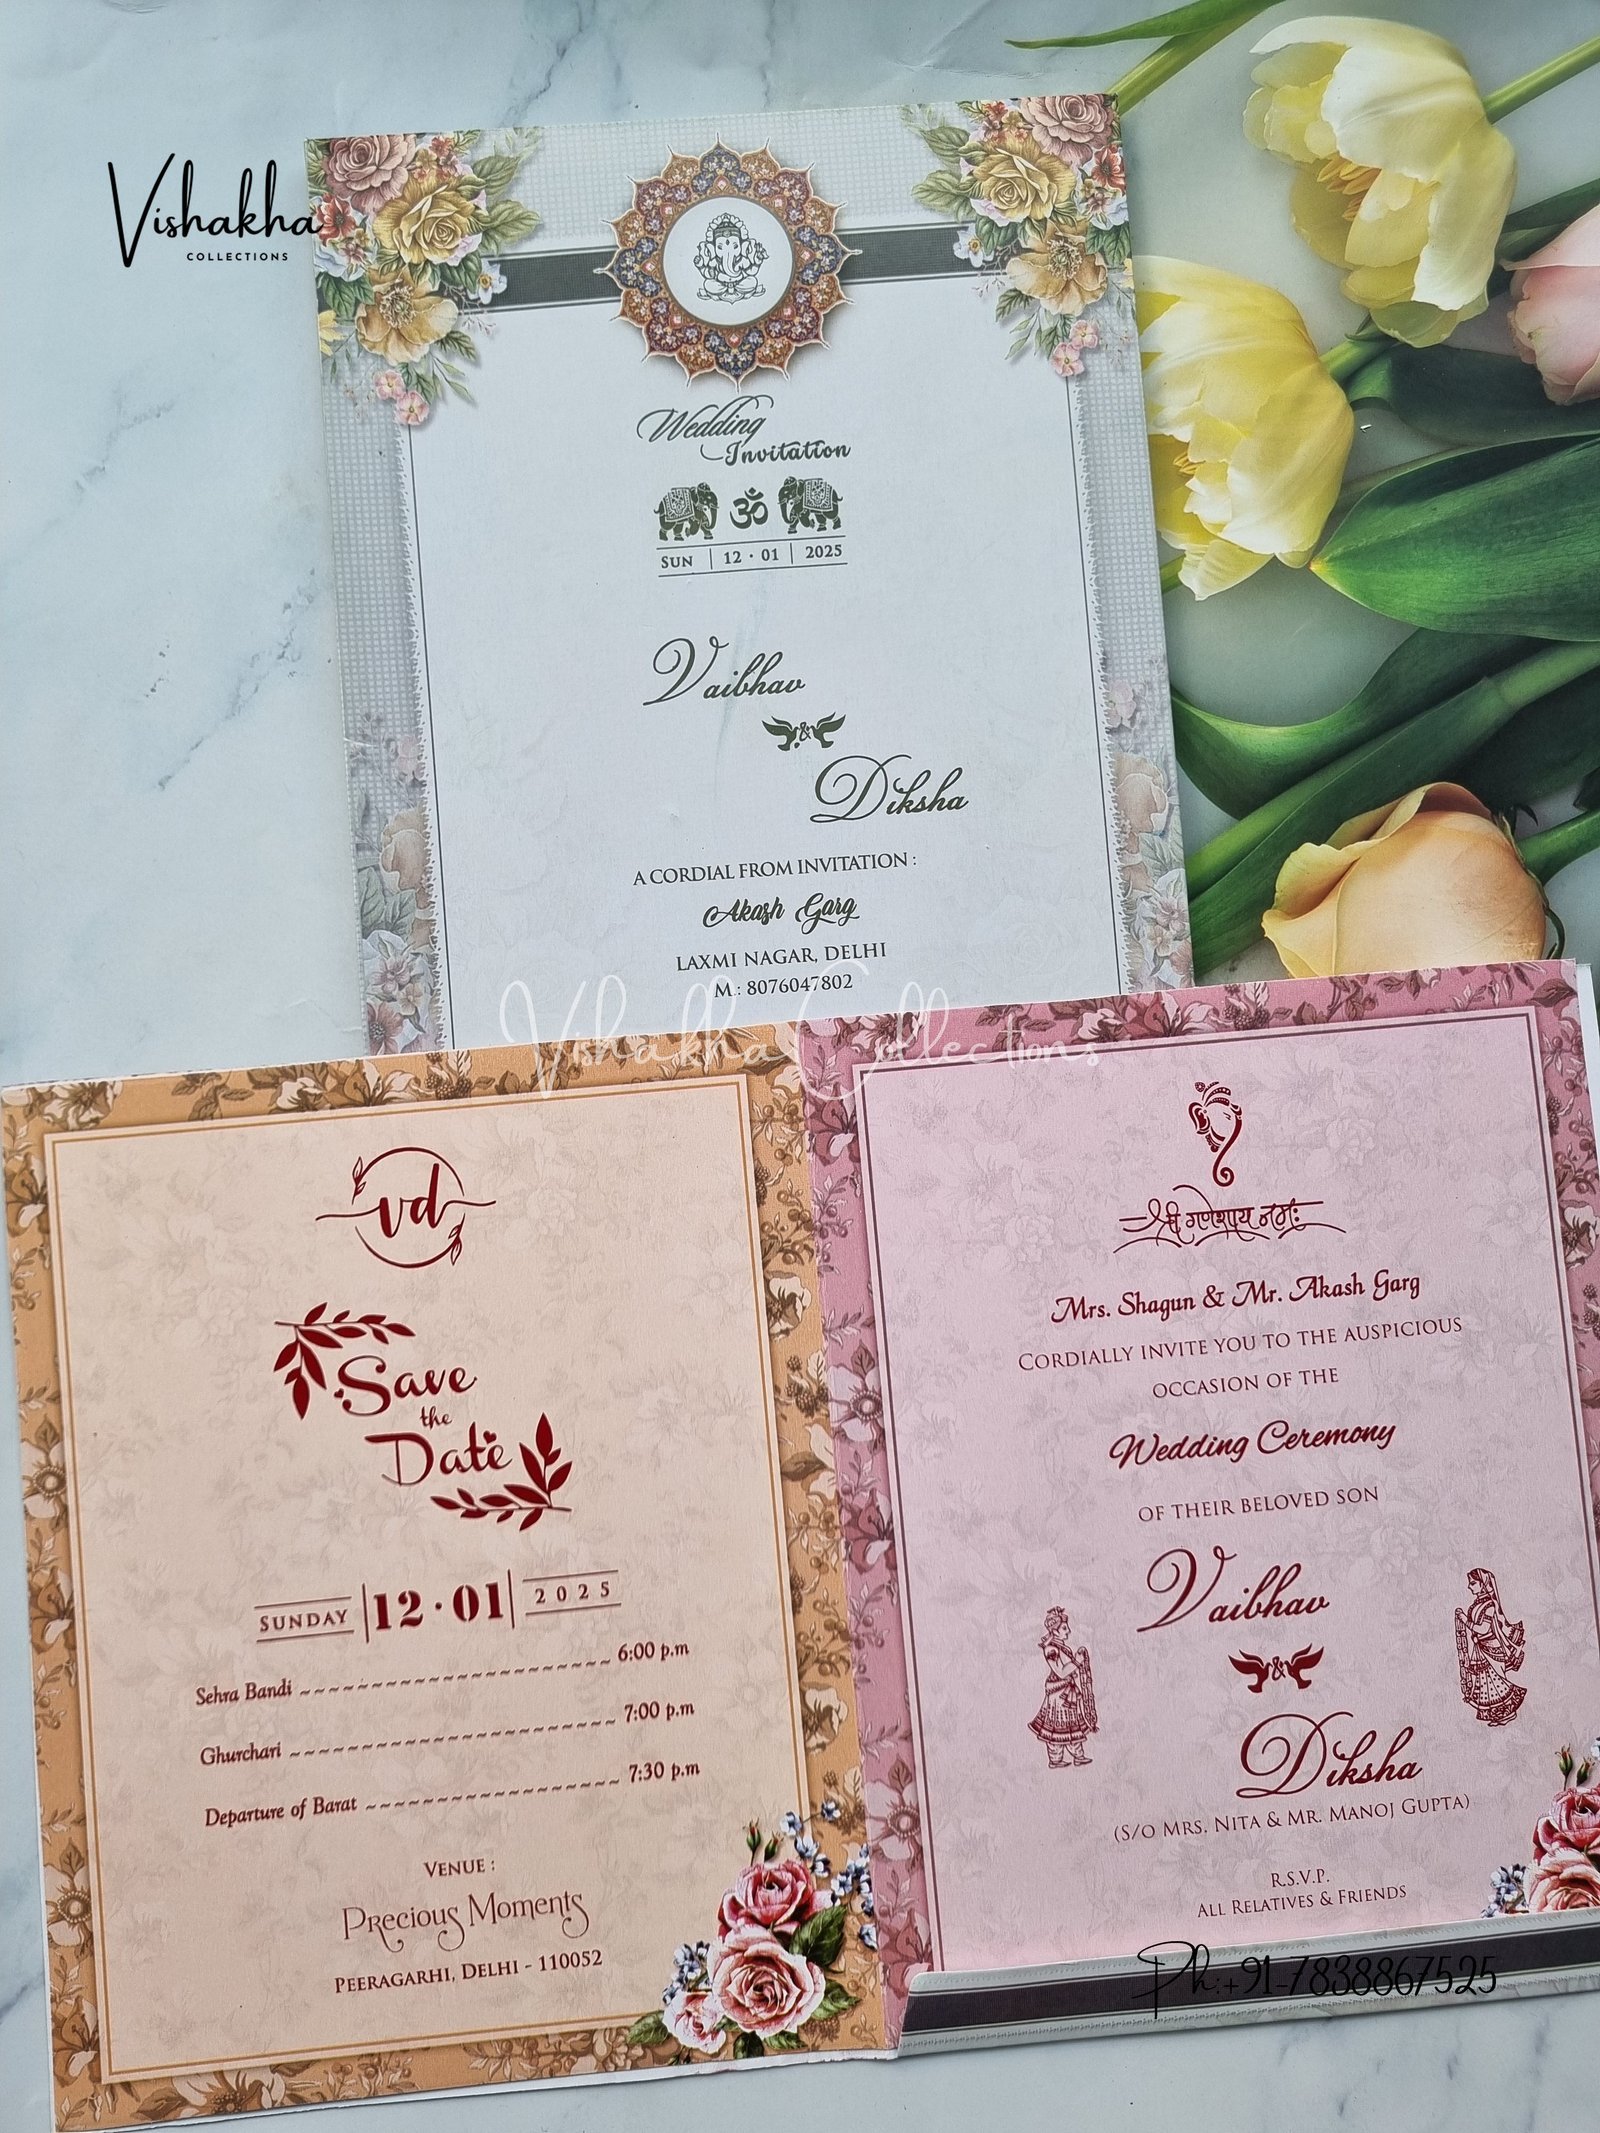 Vishakha
COLLECTIONS
Wedding
Invitation
ॐ
SUN | 12 · 01 | 2025
Vaibhav
&
Diksha
A CORDIAL FROM INVITATION :
Akash Garg
LAXMI NAGAR, DELHI
M.: 8076047802
Vishakha Collections
vd
Save
the
Date
SUNDAY | 12 · 01 | 2025
Sehra Bandi ~~~~~~~~~~~~~~~~~~~~~~ 6:00 p.m
Ghurchari ~~~~~~~~~~~~~~~~~~~~~~~ 7:00 p.m
Departure of Barat ~~~~~~~~~~~~~~~~~~ 7:30 p.m
VENUE :
Precious Moments
PEERAGARHI, DELHI - 110052
श्री गणेशाय नमः
Mrs. Shagun & Mr. Akash Garg
CORDIALLY INVITE YOU TO THE AUSPICIOUS
OCCASION OF THE
Wedding Ceremony
OF THEIR BELOVED SON
Vaibhav
&
Diksha
(S/O MRS. NITA & MR. MANOJ GUPTA)
R.S.V.P.
ALL RELATIVES & FRIENDS
Ph:+91-7838867525